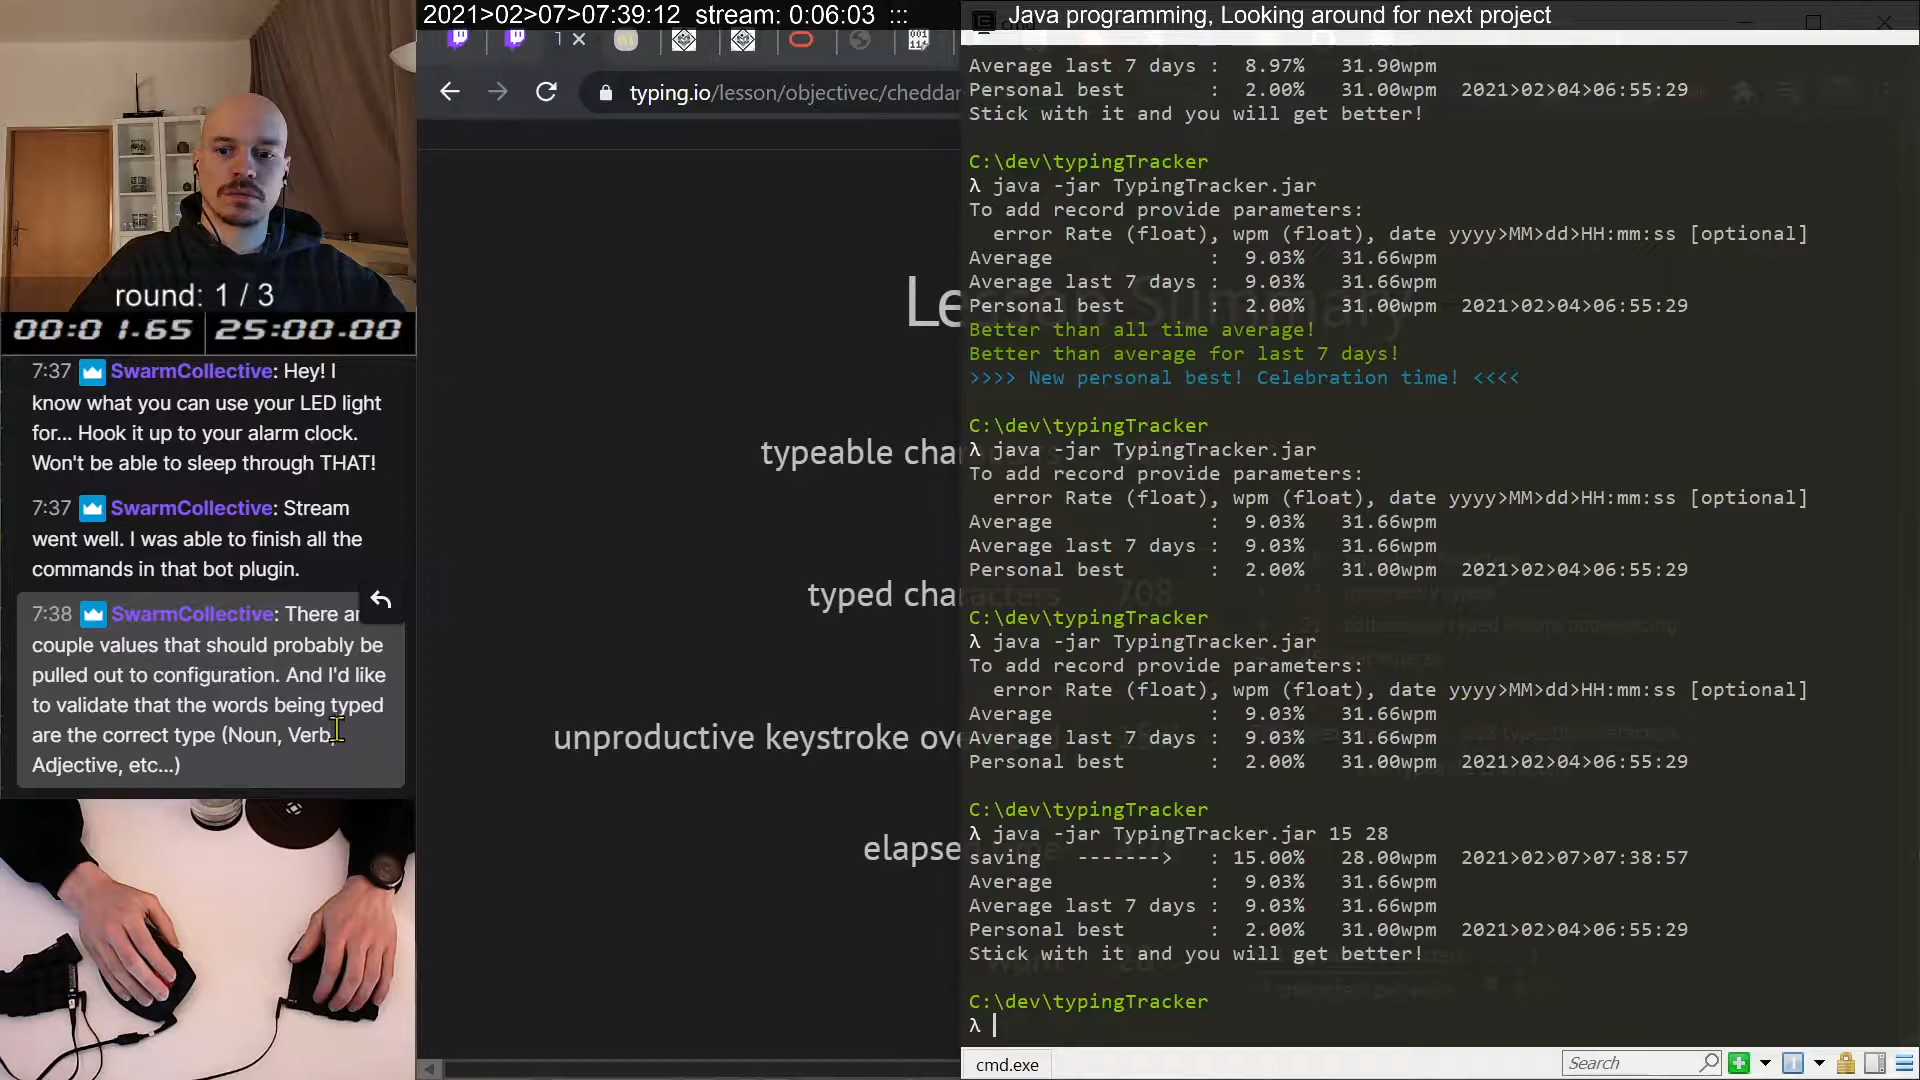 2021>02>07>07:39:12  stream: 0:06:03  :::
Java programming, Looking around for next project
typing.io/lesson/objectivec/cheddar
round: 1 / 3
00:01.65
25:00.00
7:37 SwarmCollective: Hey! I
know what you can use your LED light
for... Hook it up to your alarm clock.
Won't be able to sleep through THAT!
7:37 SwarmCollective: Stream
went well. I was able to finish all the
commands in that bot plugin.
7:38 SwarmCollective: There ar
couple values that should probably be
pulled out to configuration. And I'd like
to validate that the words being typed
are the correct type (Noun, Verb,
Adjective, etc...)
Lesson Summary
typeable cha
typed characters 708
unproductive keystroke ov
elapse
Average last 7 days :  8.97%   31.90wpm
Personal best       :  2.00%   31.00wpm  2021>02>04>06:55:29
Stick with it and you will get better!
C:\dev\typingTracker
λ java -jar TypingTracker.jar
To add record provide parameters:
  error Rate (float), wpm (float), date yyyy>MM>dd>HH:mm:ss [optional]
Average             :  9.03%   31.66wpm
Average last 7 days :  9.03%   31.66wpm
Personal best       :  2.00%   31.00wpm  2021>02>04>06:55:29
Better than all time average!
Better than average for last 7 days!
>>>> New personal best! Celebration time! <<<<
C:\dev\typingTracker
λ java -jar TypingTracker.jar
To add record provide parameters:
  error Rate (float), wpm (float), date yyyy>MM>dd>HH:mm:ss [optional]
Average             :  9.03%   31.66wpm
Average last 7 days :  9.03%   31.66wpm
Personal best       :  2.00%   31.00wpm  2021>02>04>06:55:29
C:\dev\typingTracker
λ java -jar TypingTracker.jar
To add record provide parameters:
  error Rate (float), wpm (float), date yyyy>MM>dd>HH:mm:ss [optional]
Average             :  9.03%   31.66wpm
Average last 7 days :  9.03%   31.66wpm
Personal best       :  2.00%   31.00wpm  2021>02>04>06:55:29
C:\dev\typingTracker
λ java -jar TypingTracker.jar 15 28
saving   ------->   : 15.00%   28.00wpm  2021>02>07>07:38:57
Average             :  9.03%   31.66wpm
Average last 7 days :  9.03%   31.66wpm
Personal best       :  2.00%   31.00wpm  2021>02>04>06:55:29
Stick with it and you will get better!
C:\dev\typingTracker
λ
cmd.exe
Search